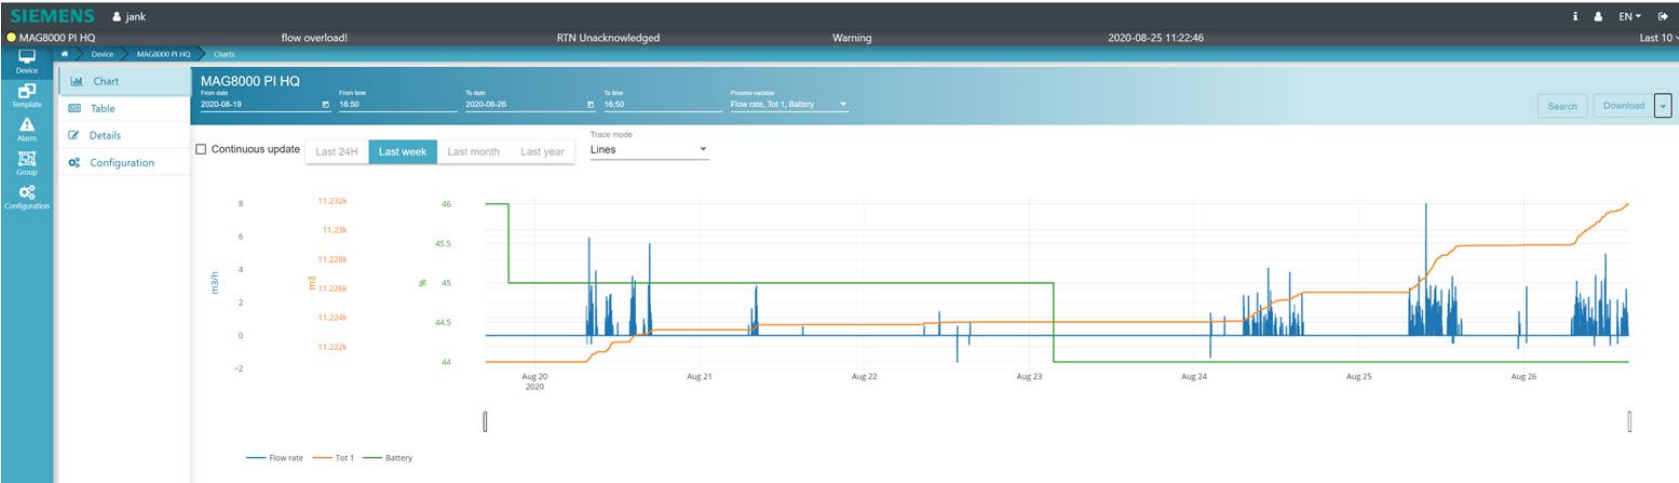 SIEMENS jank i EN
MAG8000 PI HQ flow overload! RTN Unacknowledged Warning 2020-08-25 11:22:46 Last 10
Device MAG8000 PI HQ Charts
Device
Template
Alarm
Group
Configuration
Chart
Table
Details
Configuration
MAG8000 PI HQ
From date From time To date To time Process variable
2020-08-19 16:50 2020-08-26 16:50 Flow rate, Tot 1, Battery
Search Download
Continuous update Last 24H Last week Last month Last year
Trace mode
Lines
8
6
4
2
0
−2
m3/h
11.232k
11.23k
11.228k
11.226k
11.224k
11.222k
m3
46
45.5
45
44.5
44
%
Aug 20 Aug 21 Aug 22 Aug 23 Aug 24 Aug 25 Aug 26
2020
Flow rate Tot 1 Battery